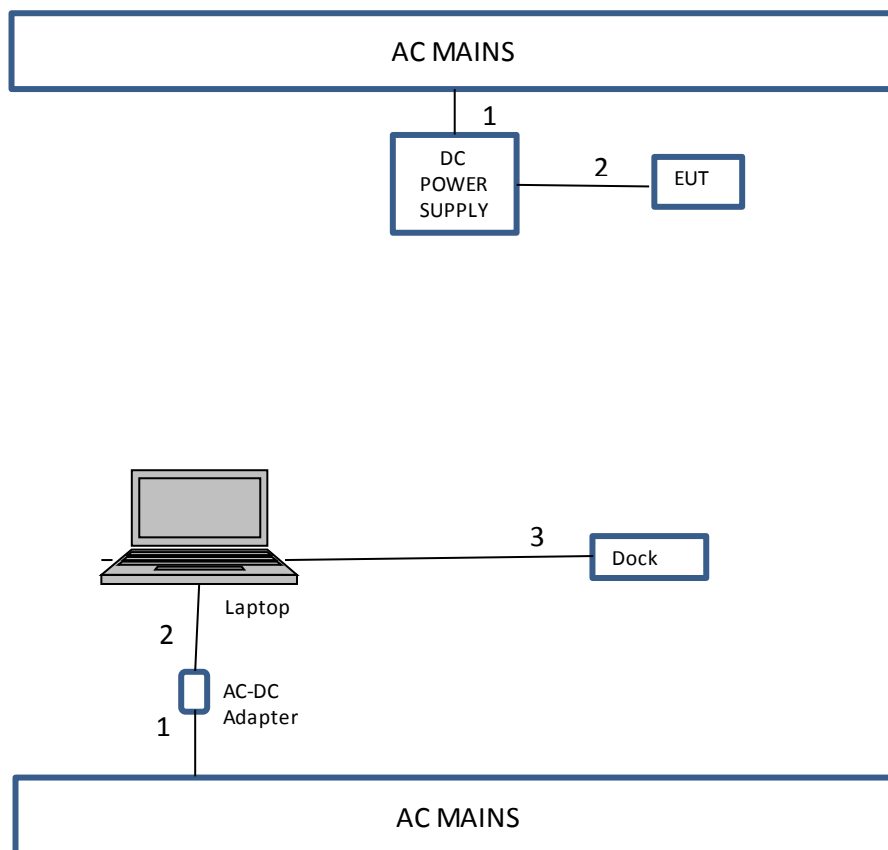 AC MAINS
1
DC
POWER
SUPPLY
2
EUT
3
Dock
Laptop
2
AC-DC
Adapter
1
AC MAINS